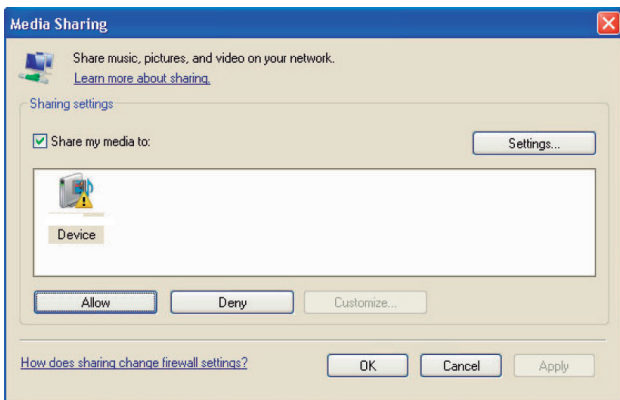 Media Sharing
Share music, pictures, and video on your network.
Learn more about sharing.
Sharing settings
Share my media to:
Settings...
Device
Allow
Deny
Customize...
How does sharing change firewall settings?
OK
Cancel
Apply